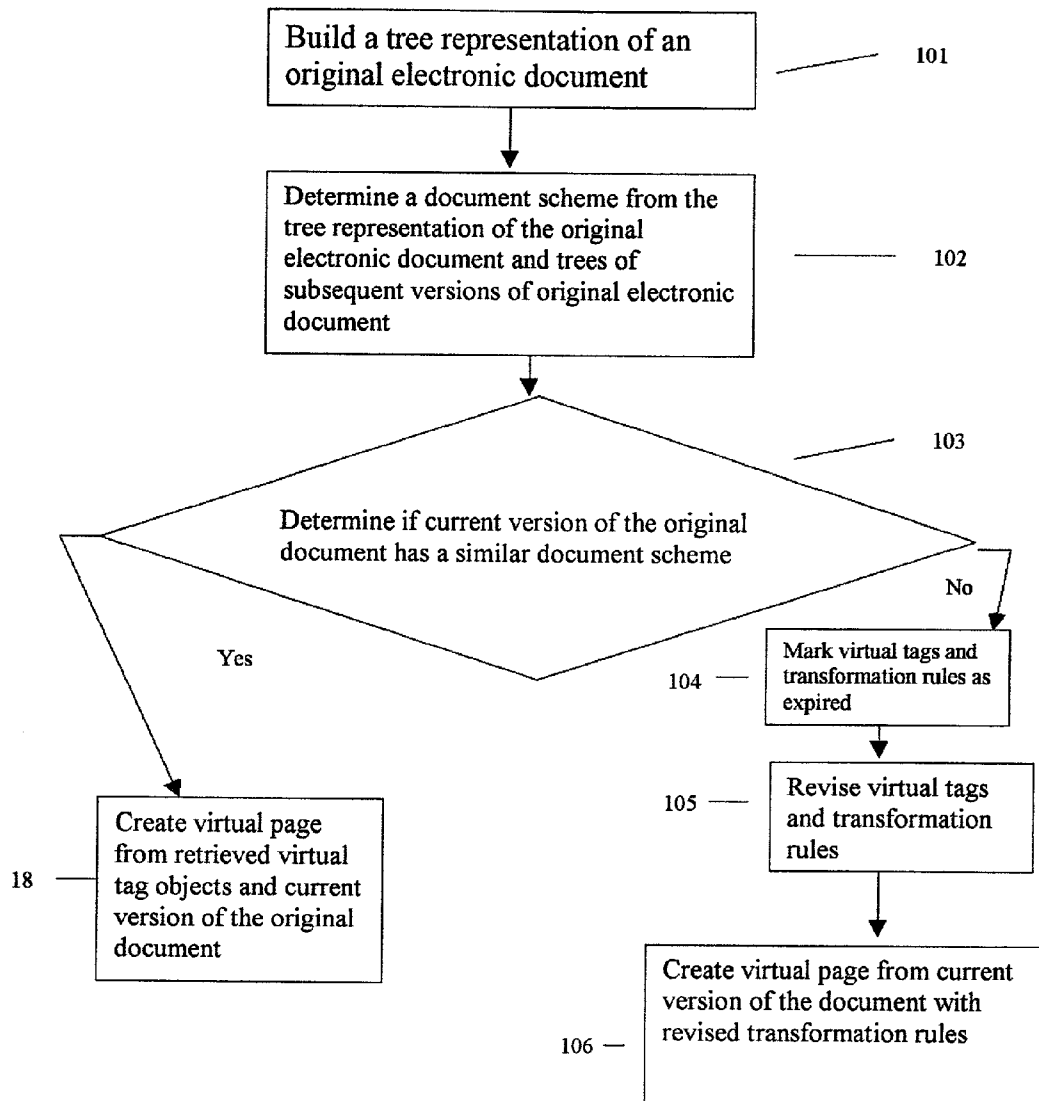 Build a tree representation of an
original electronic document
101
Determine a document scheme from the
tree representation of the original
electronic document and trees of
subsequent versions of original electronic
document
102
103
Determine if current version of the original
document has a similar document scheme
No
Yes
104
Mark virtual tags and
transformation rules as
expired
105
Revise virtual tags
and transformation
rules
18
Create virtual page
from retrieved virtual
tag objects and current
version of the original
document
106
Create virtual page from current
version of the document with
revised transformation rules